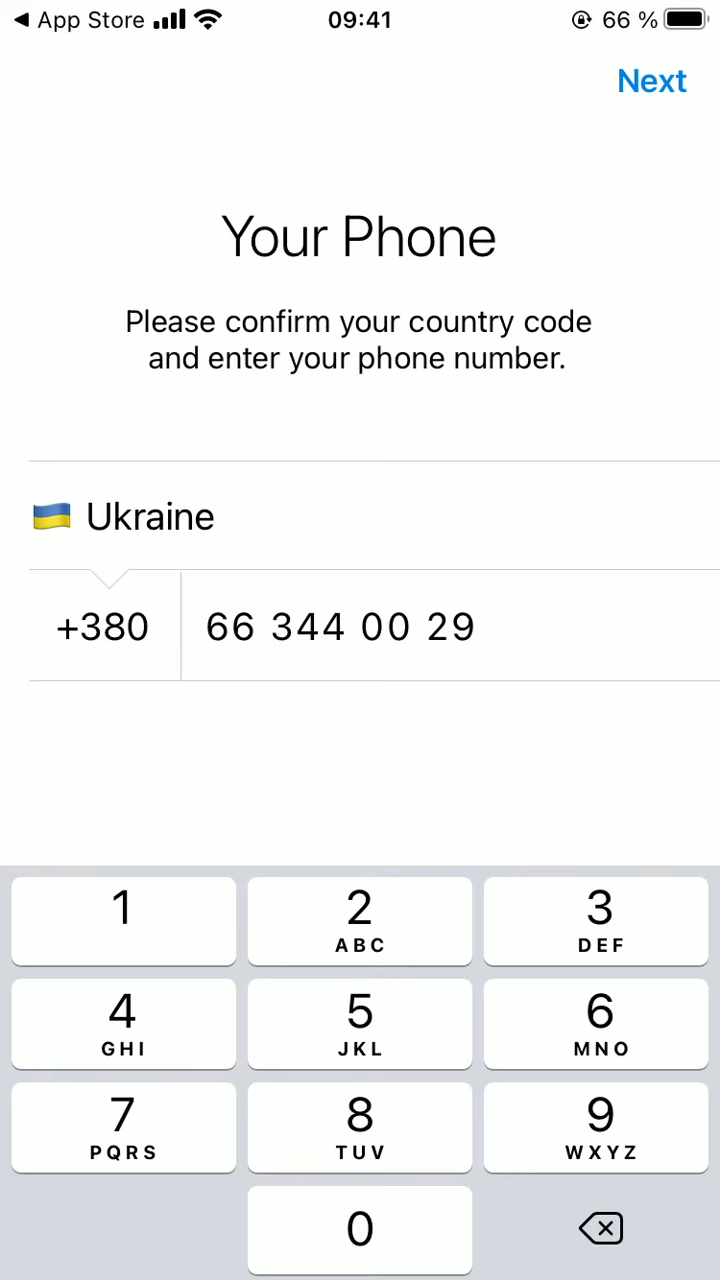 ◀ App Store 09:41 66 %
Next
Your Phone
Please confirm your country code
and enter your phone number.
Ukraine
+380 66 344 00 29
1 2 3
ABC DEF
4 5 6
GHI JKL MNO
7 8 9
PQRS TUV WXYZ
0